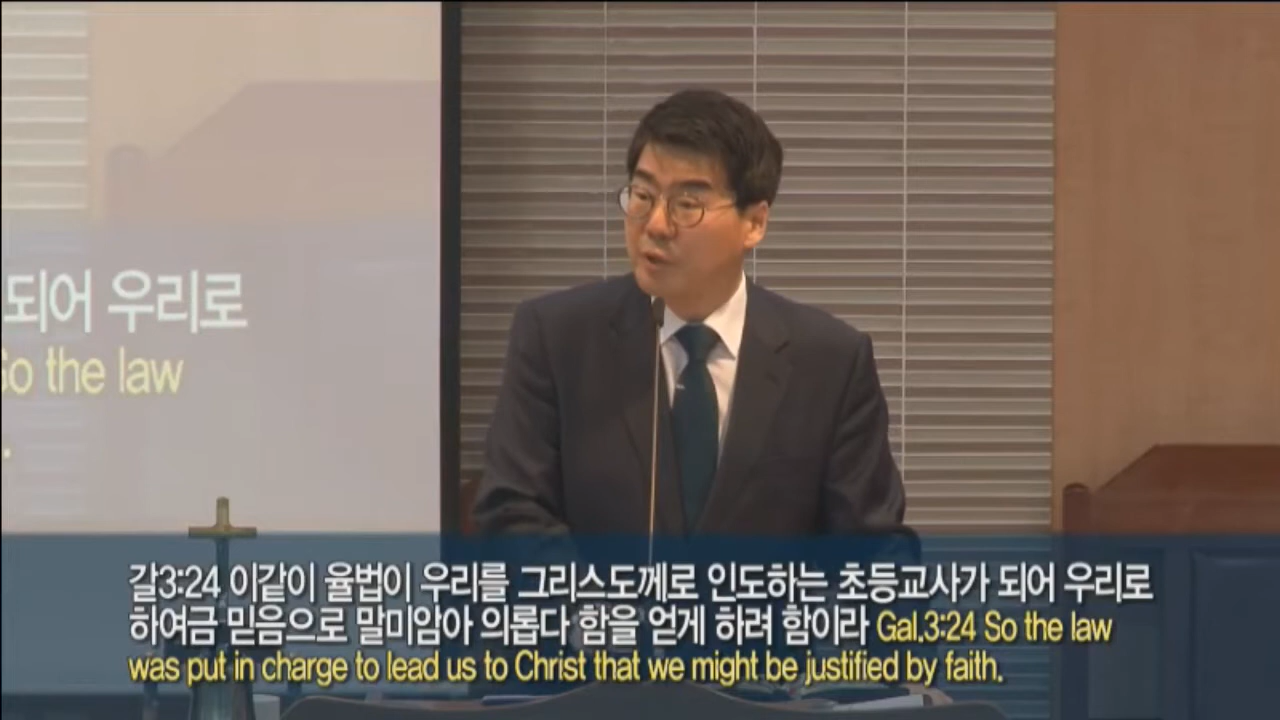 되어 우리로
So the law
.
갈3:24 이같이 율법이 우리를 그리스도께로 인도하는 초등교사가 되어 우리로
하여금 믿음으로 말미암아 의롭다 함을 얻게 하려 함이라 Gal.3:24 So the law
was put in charge to lead us to Christ that we might be justified by faith.